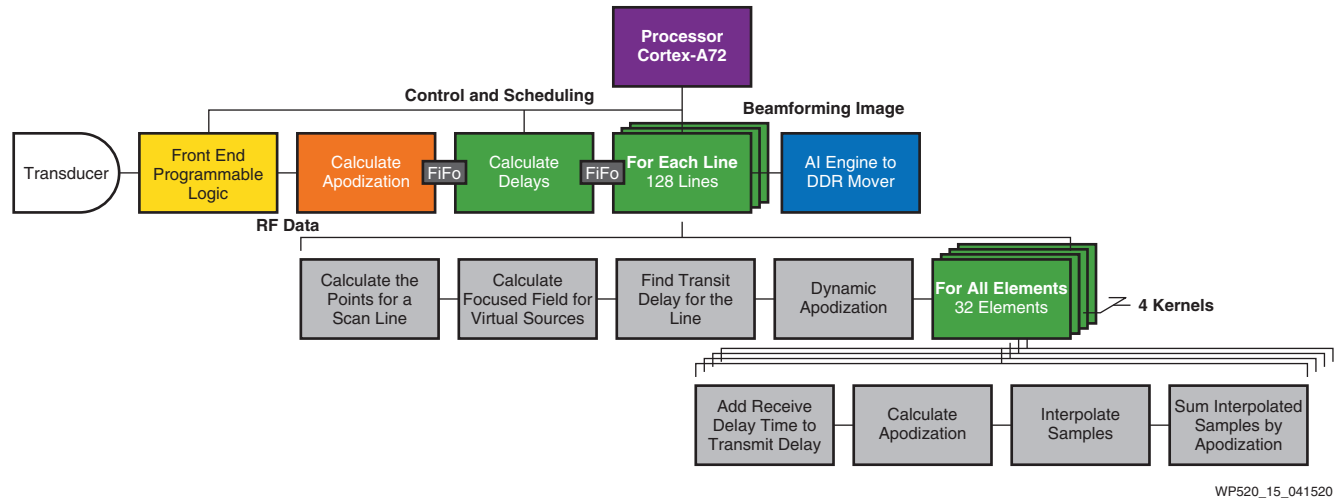 Processor
Cortex-A72
Control and Scheduling
Beamforming Image
Transducer
Front End
Programmable
Logic
Calculate
Apodization
FiFo
Calculate
Delays
FiFo
For Each Line
128 Lines
AI Engine to
DDR Mover
RF Data
Calculate the
Points for a
Scan Line
Calculate
Focused Field for
Virtual Sources
Find Transit
Delay for the
Line
Dynamic
Apodization
For All Elements
32 Elements
4 Kernels
Add Receive
Delay Time to
Transmit Delay
Calculate
Apodization
Interpolate
Samples
Sum Interpolated
Samples by
Apodization
WP520_15_041520